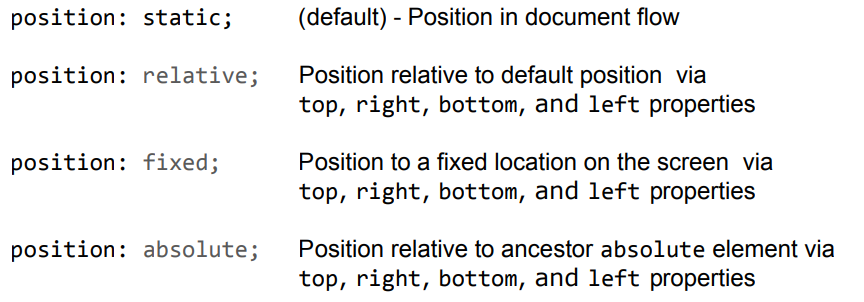 position: static; (default) - Position in document flow
position: relative; Position relative to default position via
top, right, bottom, and left properties
position: fixed; Position to a fixed location on the screen via
top, right, bottom, and left properties
position: absolute; Position relative to ancestor absolute element via
top, right, bottom, and left properties